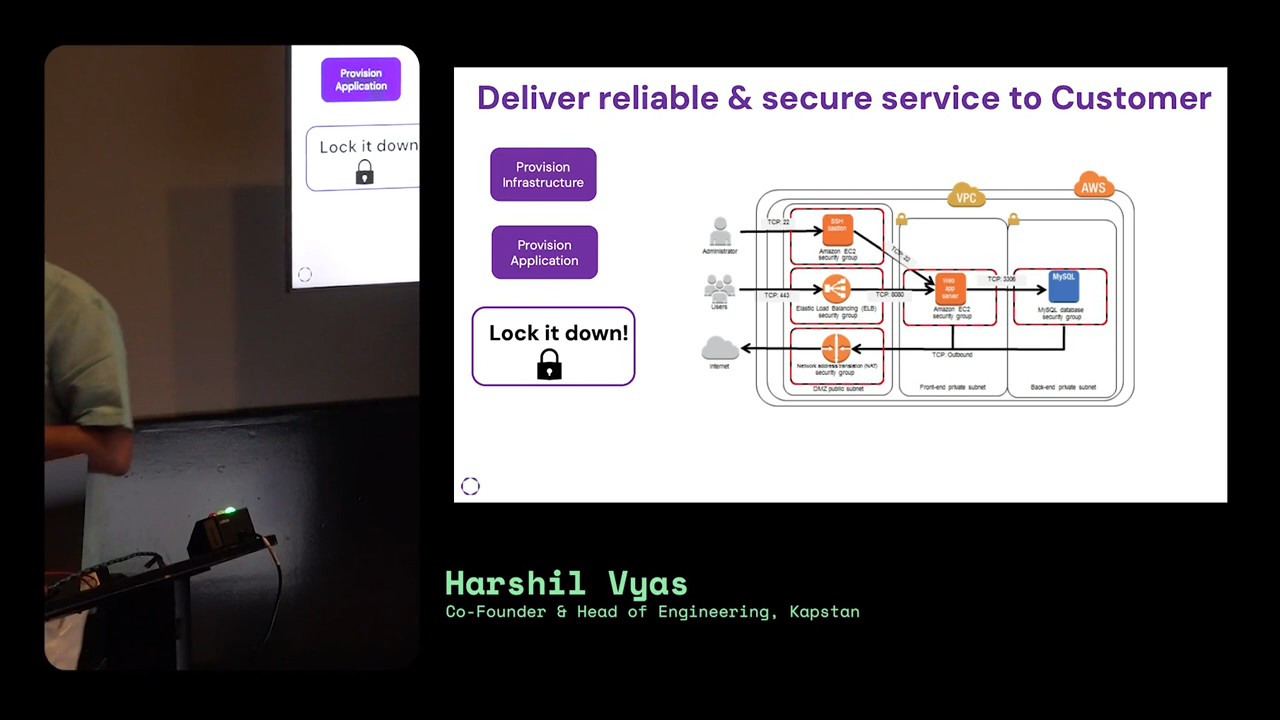 Provision
Application
Lock it down
Deliver reliable & secure service to Customer
Provision
Infrastructure
Provision
Application
Lock it down!
AWS
VPC
TCP: 22
SSH
bastion
Administrator
Amazon EC2
security group
TCP: 22
Users
TCP: 443
Elastic Load Balancing (ELB)
security group
TCP: 8080
Web
app
server
Amazon EC2
security group
TCP: 3306
MySQL
MySQL database
security group
Internet
Network address translation (NAT)
security group
TCP: Outbound
DMZ public subnet
Front-end private subnet
Back-end private subnet
Harshil Vyas
Co-Founder & Head of Engineering, Kapstan